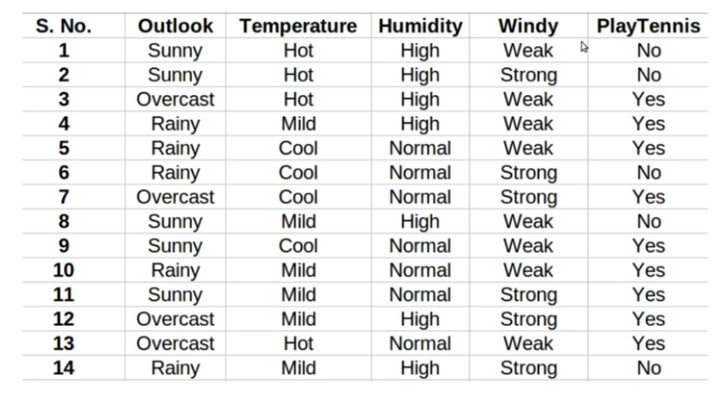 S. No. Outlook Temperature Humidity Windy PlayTennis
1 Sunny Hot High Weak No
2 Sunny Hot High Strong No
3 Overcast Hot High Weak Yes
4 Rainy Mild High Weak Yes
5 Rainy Cool Normal Weak Yes
6 Rainy Cool Normal Strong No
7 Overcast Cool Normal Strong Yes
8 Sunny Mild High Weak No
9 Sunny Cool Normal Weak Yes
10 Rainy Mild Normal Weak Yes
11 Sunny Mild Normal Strong Yes
12 Overcast Mild High Strong Yes
13 Overcast Hot Normal Weak Yes
14 Rainy Mild High Strong No